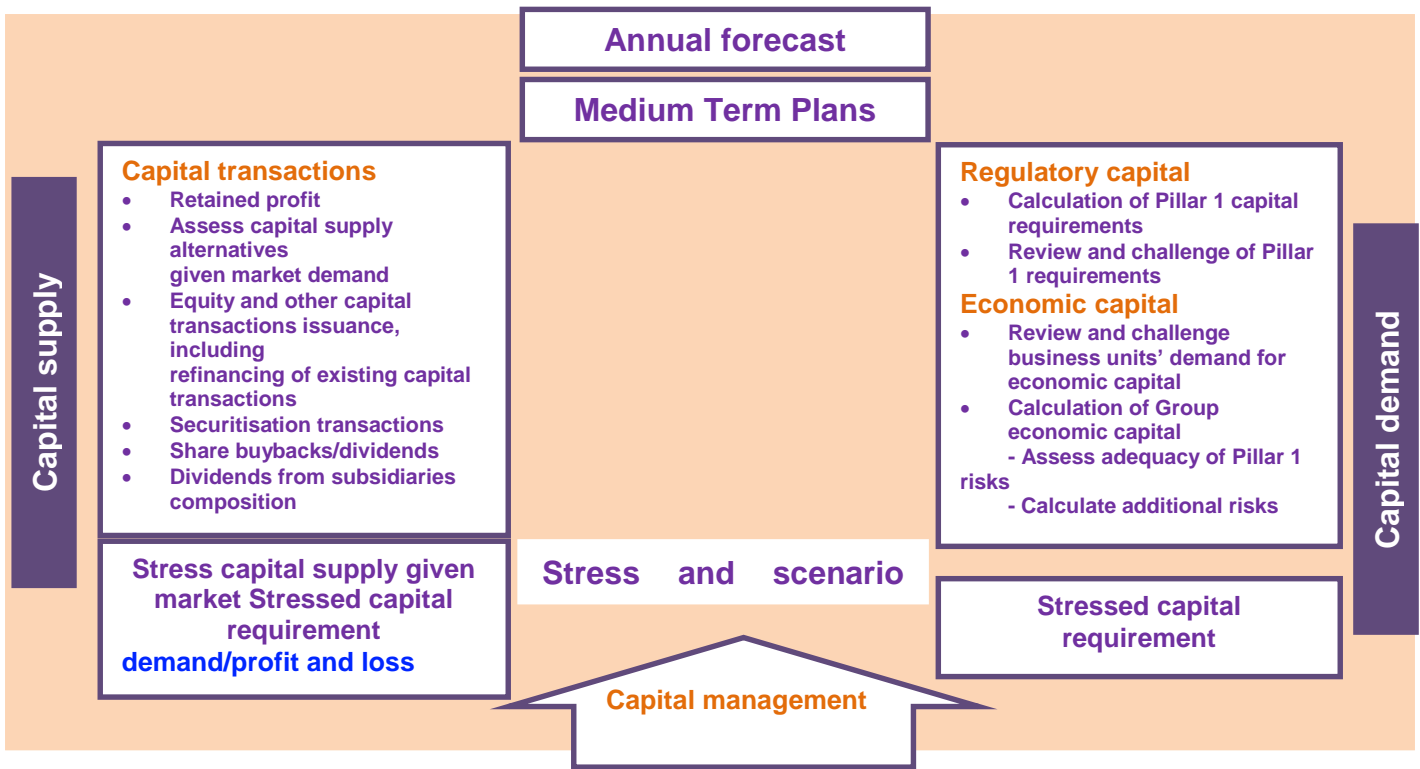 Annual forecast
Medium Term Plans
Capital supply
Capital transactions
• Retained profit
• Assess capital supply
alternatives
given market demand
• Equity and other capital
transactions issuance,
including
refinancing of existing capital
transactions
• Securitisation transactions
• Share buybacks/dividends
• Dividends from subsidiaries
composition
Stress capital supply given
market Stressed capital
requirement
demand/profit and loss
Stress and scenario
Capital management
Regulatory capital
• Calculation of Pillar 1 capital
requirements
• Review and challenge of Pillar
1 requirements
Economic capital
• Review and challenge
business units’ demand for
economic capital
• Calculation of Group
economic capital
- Assess adequacy of Pillar 1
risks
- Calculate additional risks
Stressed capital
requirement
Capital demand